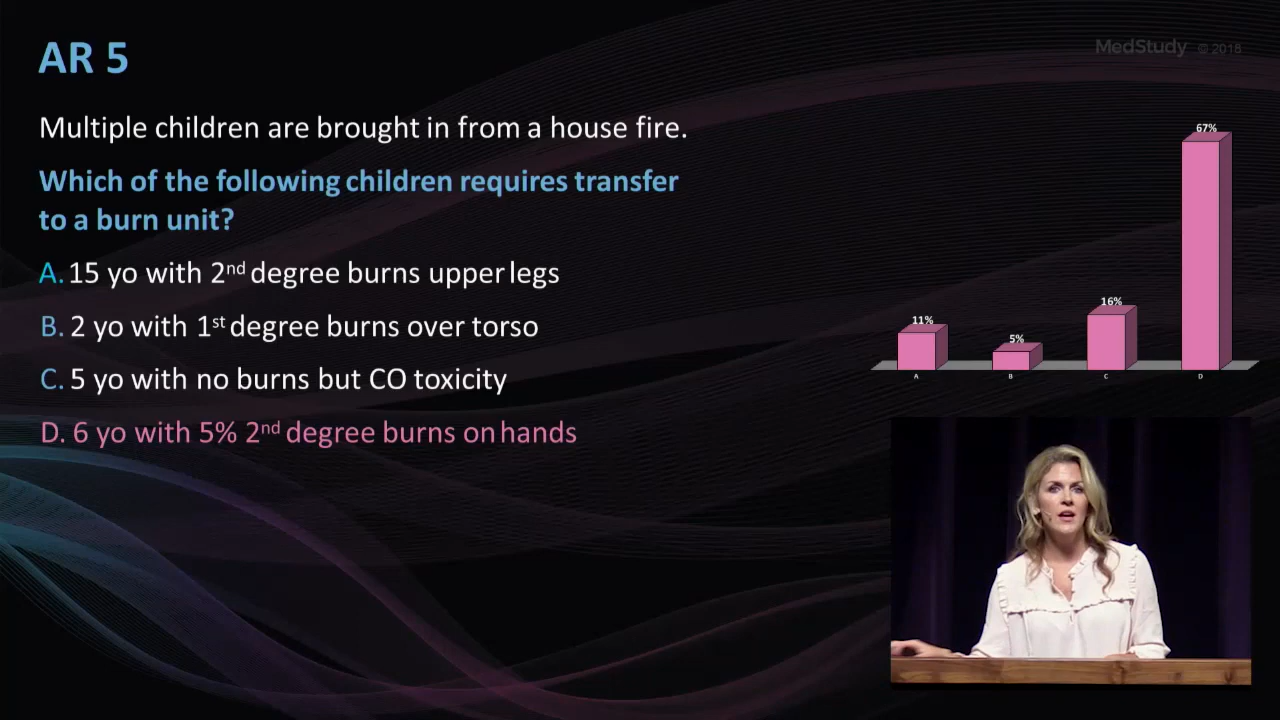 AR 5
MedStudy © 2018
Multiple children are brought in from a house fire.
Which of the following children requires transfer
to a burn unit?
A. 15 yo with 2nd degree burns upper legs
B. 2 yo with 1st degree burns over torso
C. 5 yo with no burns but CO toxicity
D. 6 yo with 5% 2nd degree burns on hands
11%
5%
16%
67%
A
B
C
D